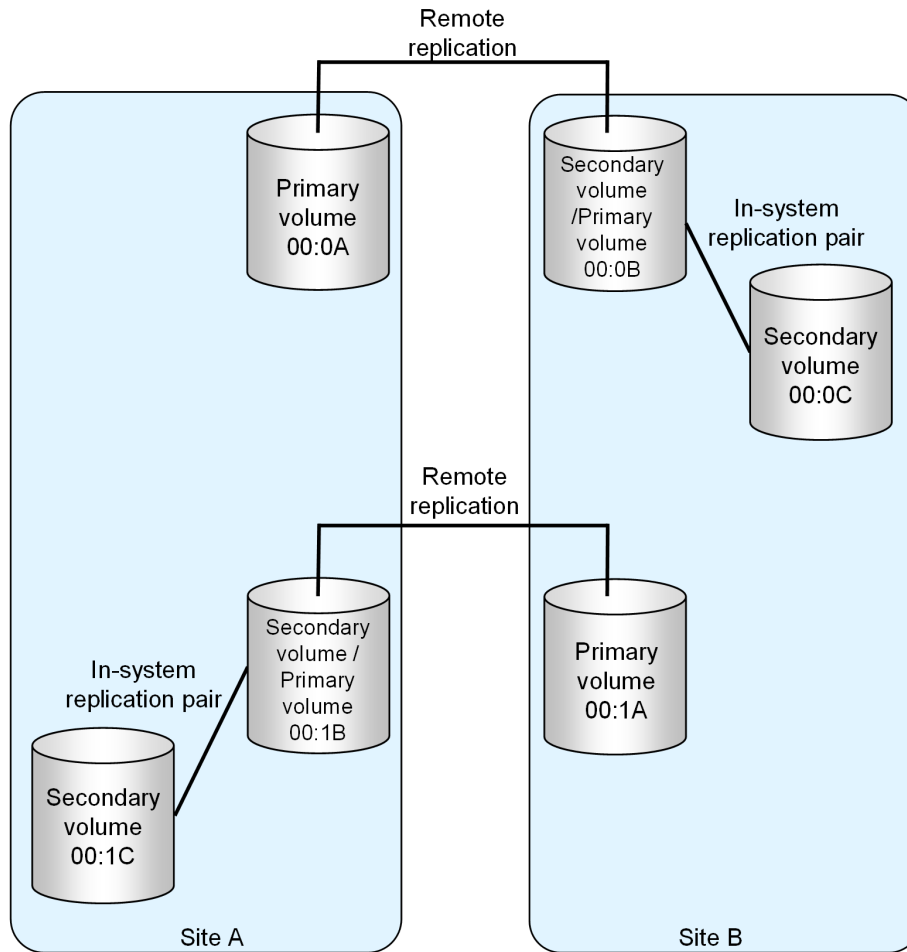 Remote
replication
Primary
volume
00:0A
Secondary
volume
/Primary
volume
00:0B
In-system
replication pair
Secondary
volume
00:0C
Remote
replication
Secondary
volume /
Primary
volume
00:1B
Primary
volume
00:1A
In-system
replication pair
Secondary
volume
00:1C
Site A
Site B